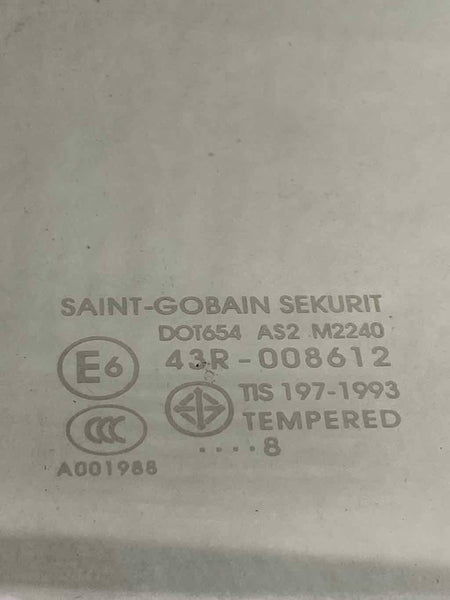 SAINT-GOBAIN SEKURIT
DOT654 AS2 M2240
E6 43R-008612
TIS 197-1993
CCC TEMPERED
....8
A001988